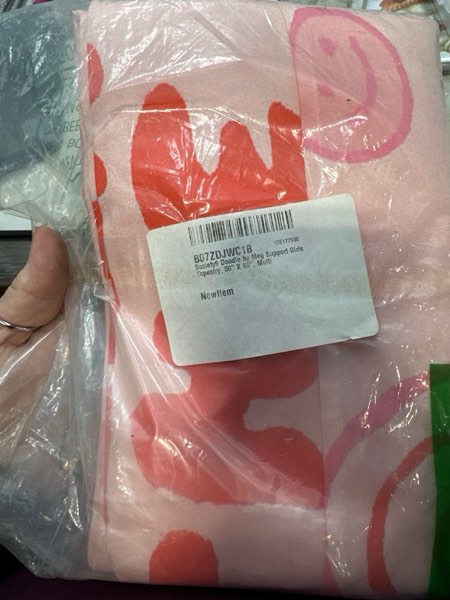 B07ZDJWC1B
Society6 Doodle by Meg Support Girls
Tapestry, 50" X 60", Multi
NewItem